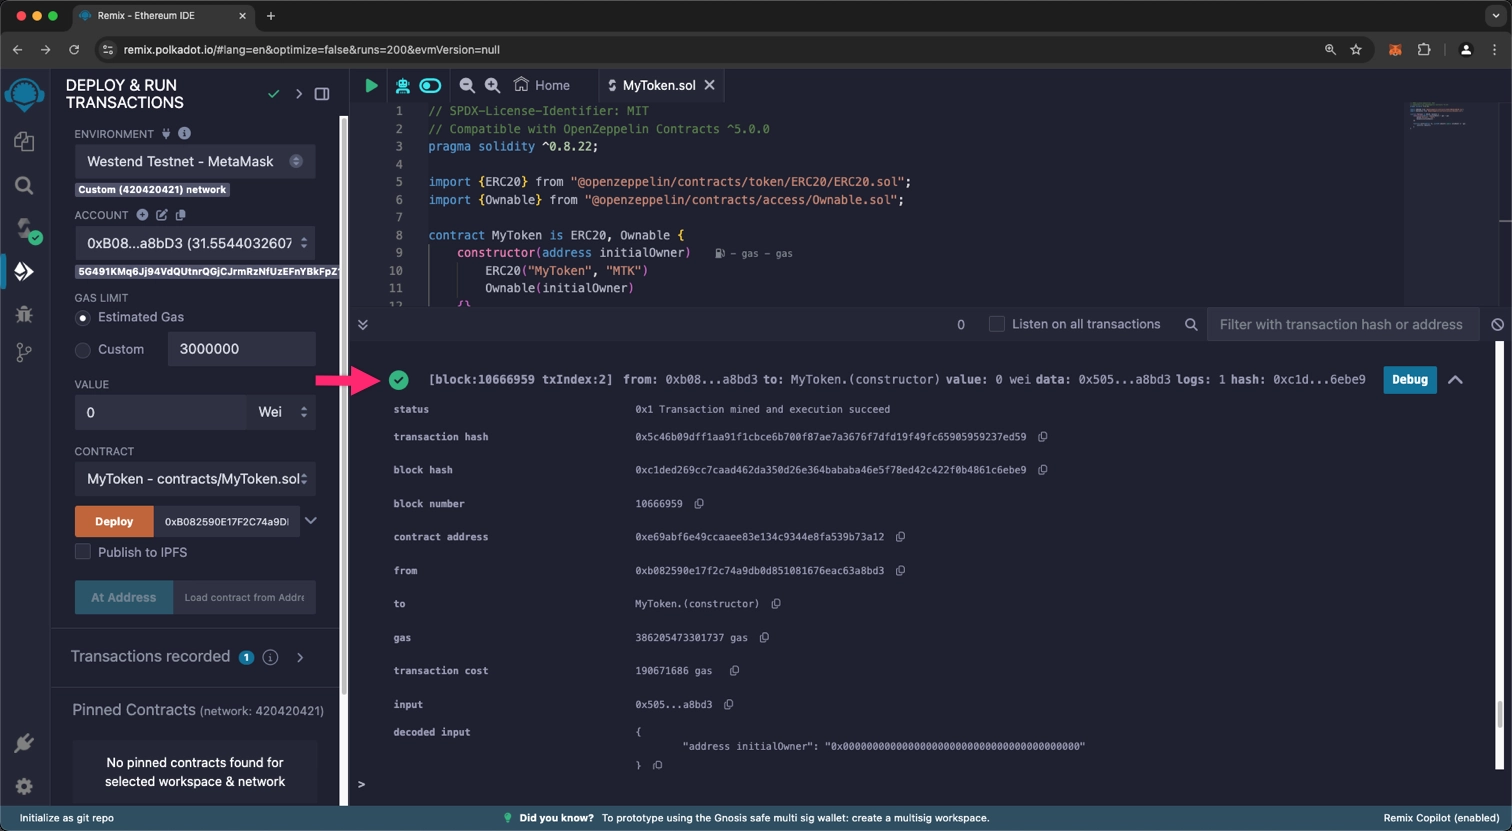 Remix - Ethereum IDE
remix.polkadot.io/#lang=en&optimize=false&runs=200&evmVersion=null
DEPLOY & RUN
TRANSACTIONS
ENVIRONMENT
Westend Testnet - MetaMask
Custom (420420421) network
ACCOUNT
0xB08...a8bD3 (31.5544032607
5G491KMq6Jj94VdQUtnrQGjCJrmRzNfUzEFnYBkFpZ
GAS LIMIT
Estimated Gas
Custom 3000000
VALUE
0 Wei
CONTRACT
MyToken - contracts/MyToken.sol
Deploy 0xB082590E17F2C74a9D
Publish to IPFS
At Address Load contract from Addre
Transactions recorded 1
Pinned Contracts (network: 420420421)
No pinned contracts found for
selected workspace & network
Home MyToken.sol
1 // SPDX-License-Identifier: MIT
2 // Compatible with OpenZeppelin Contracts ^5.0.0
3 pragma solidity ^0.8.22;
4
5 import {ERC20} from "@openzeppelin/contracts/token/ERC20/ERC20.sol";
6 import {Ownable} from "@openzeppelin/contracts/access/Ownable.sol";
7
8 contract MyToken is ERC20, Ownable {
9 constructor(address initialOwner) - gas - gas
10 ERC20("MyToken", "MTK")
11 Ownable(initialOwner)
12 {}
0 Listen on all transactions Filter with transaction hash or address
[block:10666959 txIndex:2] from: 0xb08...a8bd3 to: MyToken.(constructor) value: 0 wei data: 0x505...a8bd3 logs: 1 hash: 0xc1d...6ebe9 Debug
status 0x1 Transaction mined and execution succeed
transaction hash 0x5c46b09dff1aa91f1cbce6b700f87ae7a3676f7dfd19f49fc65905959237ed59
block hash 0xc1ded269cc7caad462da350d26e364bababa46e5f78ed42c422f0b4861c6ebe9
block number 10666959
contract address 0xe69abf6e49ccaaee83e134c9344e8fa539b73a12
from 0xb082590e17f2c74a9db0d851081676eac63a8bd3
to MyToken.(constructor)
gas 386205473301737 gas
transaction cost 190671686 gas
input 0x505...a8bd3
decoded input {
"address initialOwner": "0x0000000000000000000000000000000000000000"
}
>
Initialize as git repo Did you know? To prototype using the Gnosis safe multi sig wallet: create a multisig workspace. Remix Copilot (enabled)